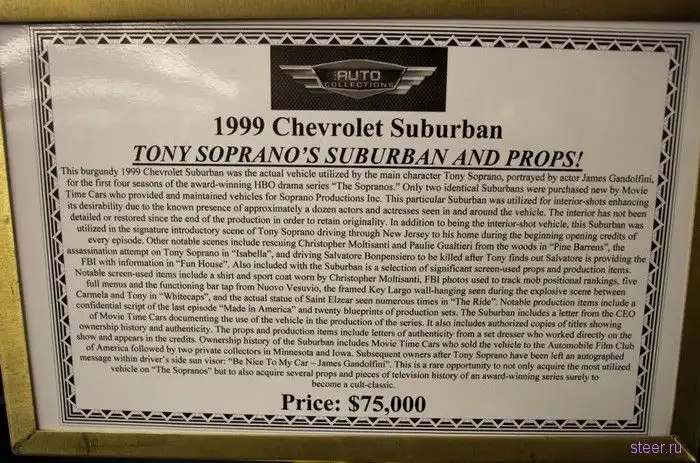 AUTO
COLLECTIONS
1999 Chevrolet Suburban
TONY SOPRANO'S SUBURBAN AND PROPS!
This burgundy 1999 Chevrolet Suburban was the actual vehicle utilized by the main character Tony Soprano, portrayed by actor James Gandolfini,
for the first four seasons of the award-winning HBO drama series "The Sopranos." Only two identical Suburbans were purchased new by Movie
Time Cars who provided and maintained vehicles for Soprano Productions Inc. This particular Suburban was utilized for interior-shots enhancing
its desirability due to the known presence of approximately a dozen actors and actresses seen in and around the vehicle. The interior has not been
detailed or restored since the end of the production in order to retain originality. In addition to being the interior-shot vehicle, this Suburban was
utilized in the signature introductory scene of Tony Soprano driving through New Jersey to his home during the beginning opening credits of
every episode. Other notable scenes include rescuing Christopher Moltisanti and Paulie Gualtieri from the woods in "Pine Barrens", the
assassination attempt on Tony Soprano in "Isabella", and driving Salvatore Bonpensiero to be killed after Tony finds out Salvatore is providing the
FBI with information in "Fun House". Also included with the Suburban is a selection of significant screen-used props and production items.
Notable screen-used items include a shirt and sport coat worn by Christopher Moltisanti, FBI photos used to track mob positional rankings, five
full menus and the functioning bar tap from Nuovo Vesuvio, the framed Key Largo wall-hanging seen during the explosive scene between
Carmela and Tony in "Whitecaps", and the actual statue of Saint Elzear seen numerous times in "The Ride". Notable production items include a
confidential script of the last episode "Made in America" and twenty blueprints of production sets. The Suburban includes a letter from the CEO
of Movie Time Cars documenting the use of the vehicle in the production of the series. It also includes authorized copies of titles showing
ownership history and authenticity. The props and production items include letters of authenticity from a set dresser who worked directly on the
show and appears in the credits. Ownership history of the Suburban includes Movie Time Cars who sold the vehicle to the Automobile Film Club
of America followed by two private collectors in Minnesota and Iowa. Subsequent owners after Tony Soprano have been left an autographed
message within driver's side sun visor: "Be Nice To My Car – James Gandolfini". This is a rare opportunity to not only acquire the most utilized
vehicle on "The Sopranos" but to also acquire several props and pieces of television history of an award-winning series surely to
become a cult-classic.
Price: $75,000
steer.ru